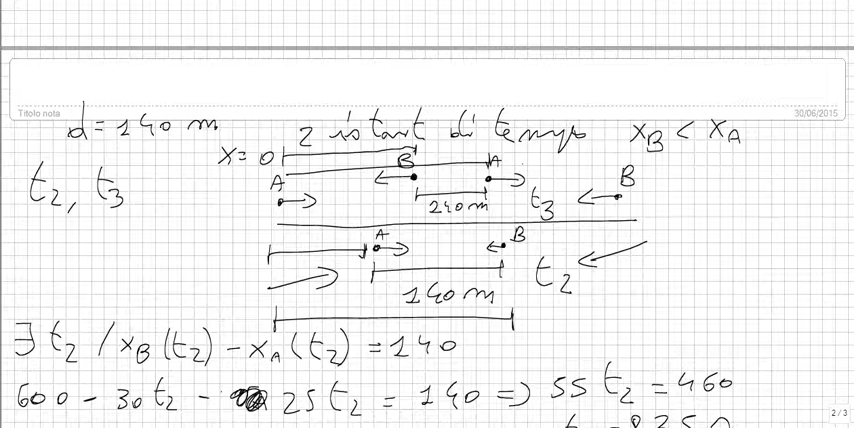 Titolo nota
30/06/2015
d = 140 m 2 istanti di tempo x_B < x_A
x = 0
t_2, t_3
A B A B
240 m t_3
A B
140 m t_2
∃ t_2 / x_B(t_2) - x_A(t_2) = 140
600 - 30 t_2 - 25 t_2 = 140 => 55 t_2 = 460
2 / 3